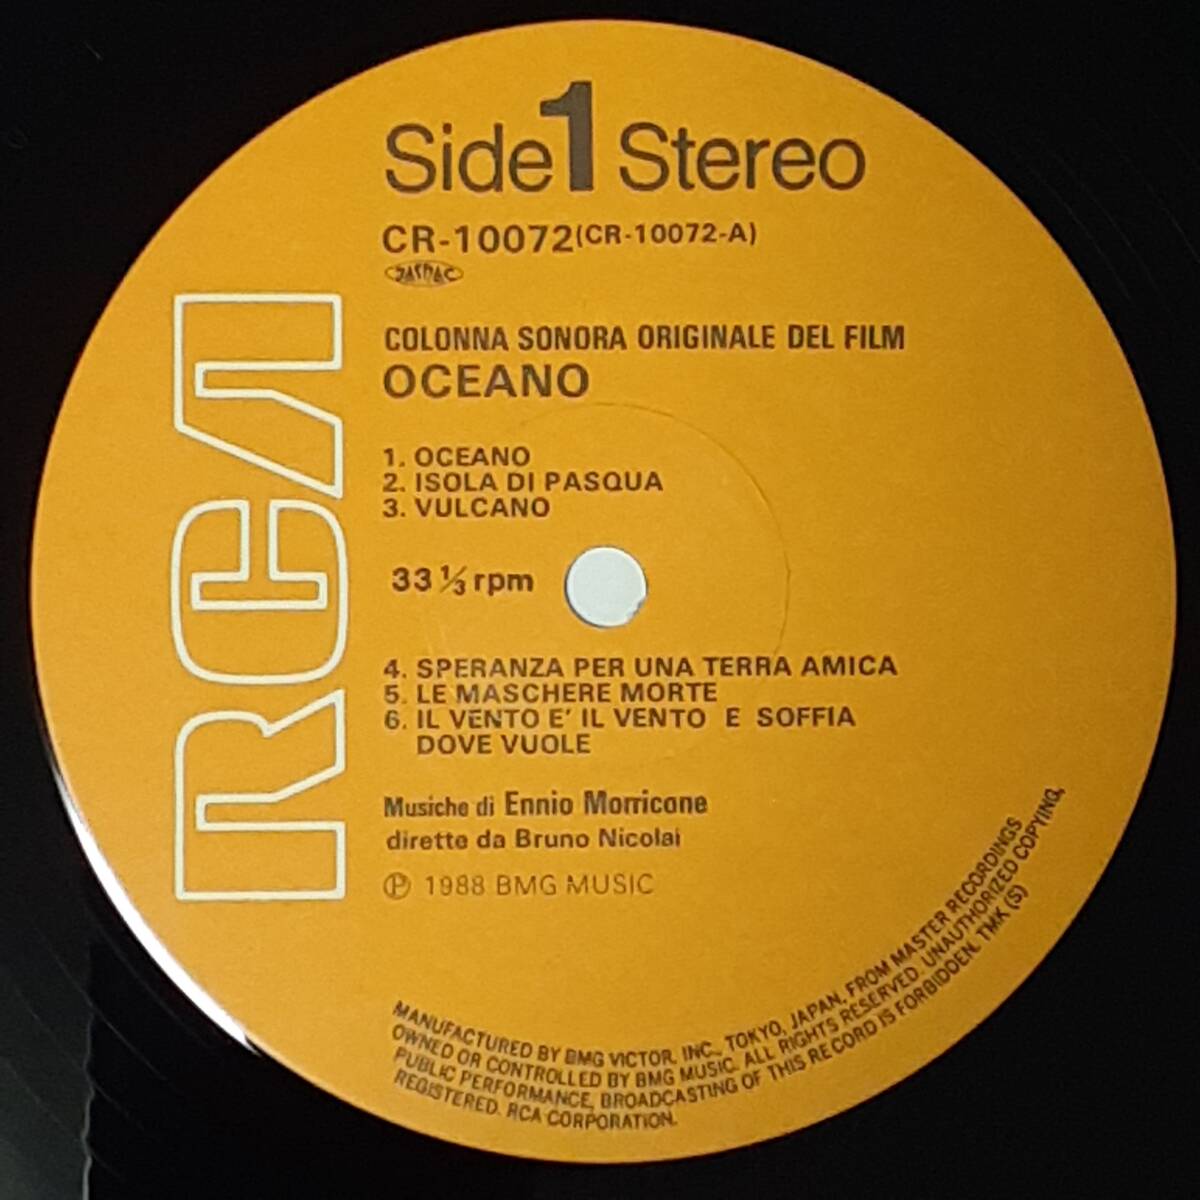 Side 1 Stereo
CR-10072(CR-10072-A)
JASRAC
RCA
COLONNA SONORA ORIGINALE DEL FILM
OCEANO
1. OCEANO
2. ISOLA DI PASQUA
3. VULCANO
33 1/3 rpm
4. SPERANZA PER UNA TERRA AMICA
5. LE MASCHERE MORTE
6. IL VENTO E' IL VENTO E SOFFIA
DOVE VUOLE
Musiche di Ennio Morricone
dirette da Bruno Nicolai
℗ 1988 BMG MUSIC
MANUFACTURED BY BMG VICTOR, INC., TOKYO, JAPAN, FROM MASTER RECORDINGS
OWNED OR CONTROLLED BY BMG MUSIC. ALL RIGHTS RESERVED. UNAUTHORIZED COPYING,
PUBLIC PERFORMANCE, BROADCASTING OF THIS RECORD IS FORBIDDEN. TMK (S)
REGISTERED. RCA CORPORATION.